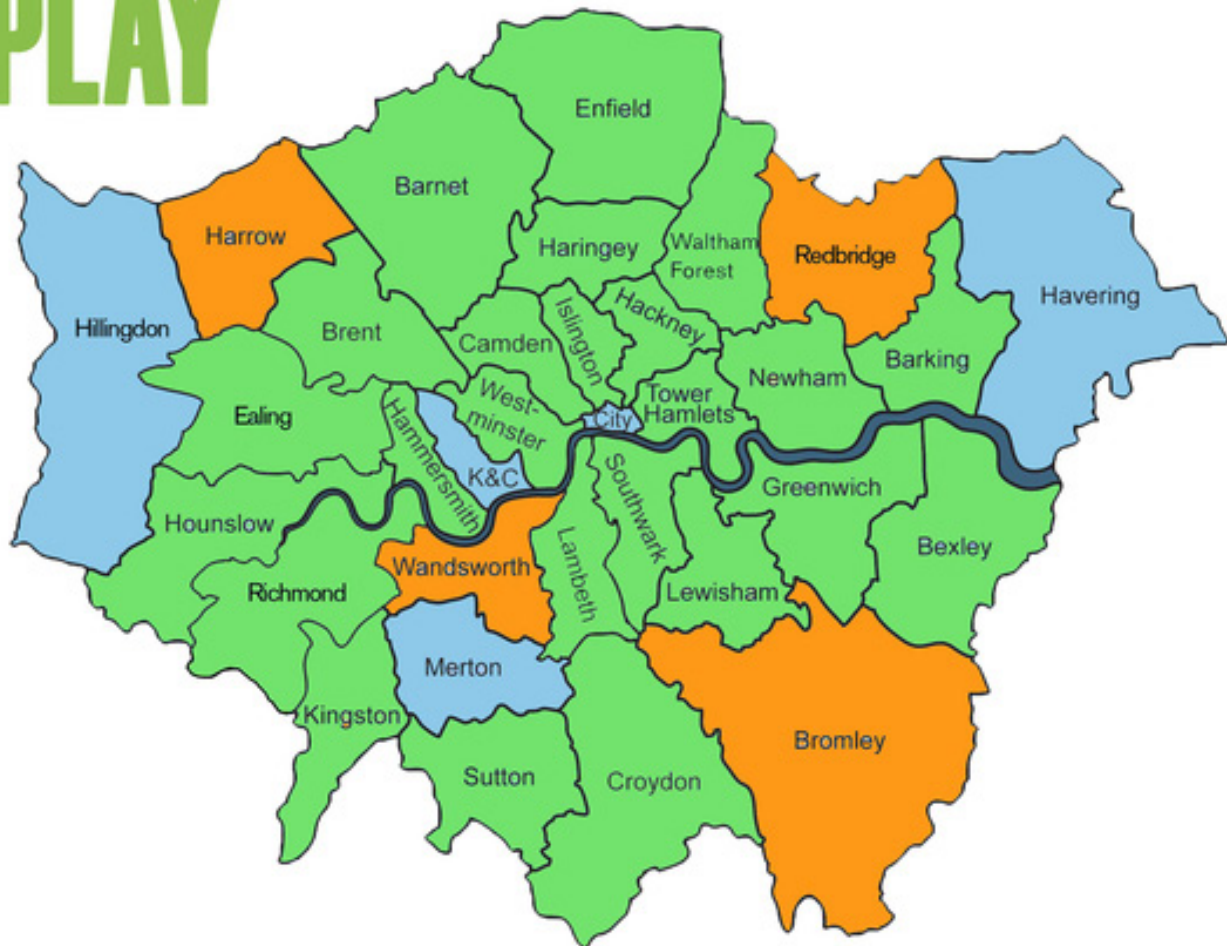 PLAY
Enfield
Barnet
Harrow
Haringey
Waltham
Forest
Redbridge
Havering
Hillingdon
Brent
Camden
Islington
Hackney
Newham
Barking
Ealing
Hammersmith
West-
minster
City
Tower
Hamlets
K&C
Hounslow
Southwark
Greenwich
Bexley
Wandsworth
Lambeth
Lewisham
Richmond
Merton
Kingston
Sutton
Croydon
Bromley